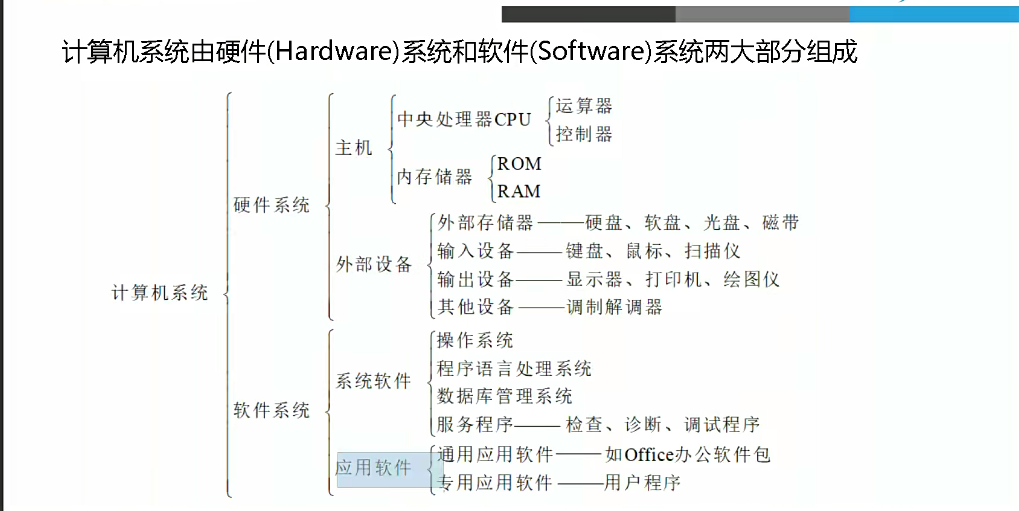 计算机系统由硬件(Hardware)系统和软件(Software)系统两大部分组成
计算机系统
硬件系统
主机
中央处理器CPU
运算器
控制器
内存储器
ROM
RAM
外部设备
外部存储器——硬盘、软盘、光盘、磁带
输入设备——键盘、鼠标、扫描仪
输出设备——显示器、打印机、绘图仪
其他设备——调制解调器
软件系统
系统软件
操作系统
程序语言处理系统
数据库管理系统
服务程序——检查、诊断、调试程序
应用软件
通用应用软件——如Office办公软件包
专用应用软件——用户程序